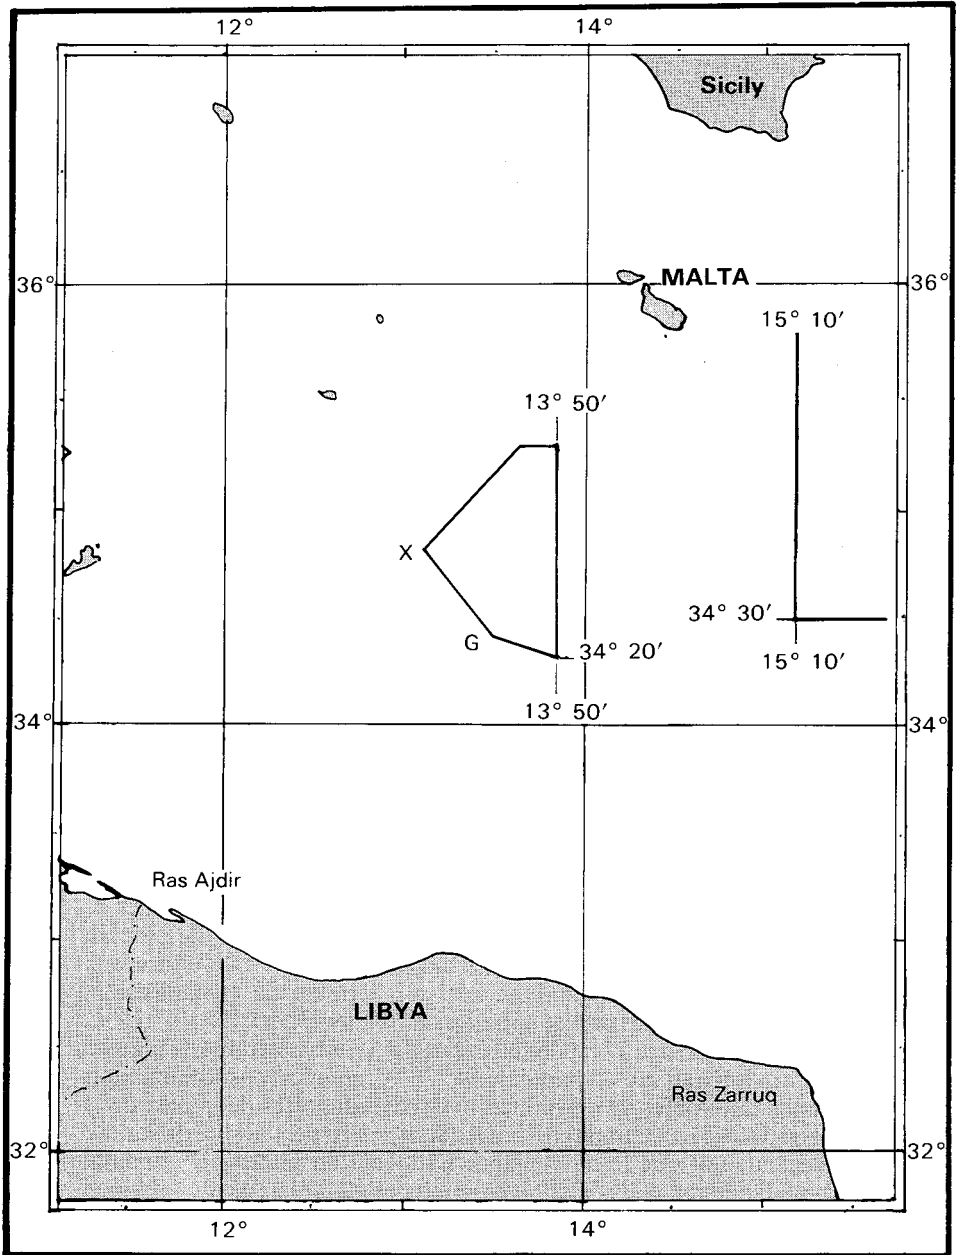 12° 14°
Sicily
36° MALTA 36°
15° 10′
13° 50′
X
34° 30′
G
34° 20′
15° 10′
13° 50′
34° 34°
Ras Ajdir
LIBYA
Ras Zarruq
32° 32°
12° 14°